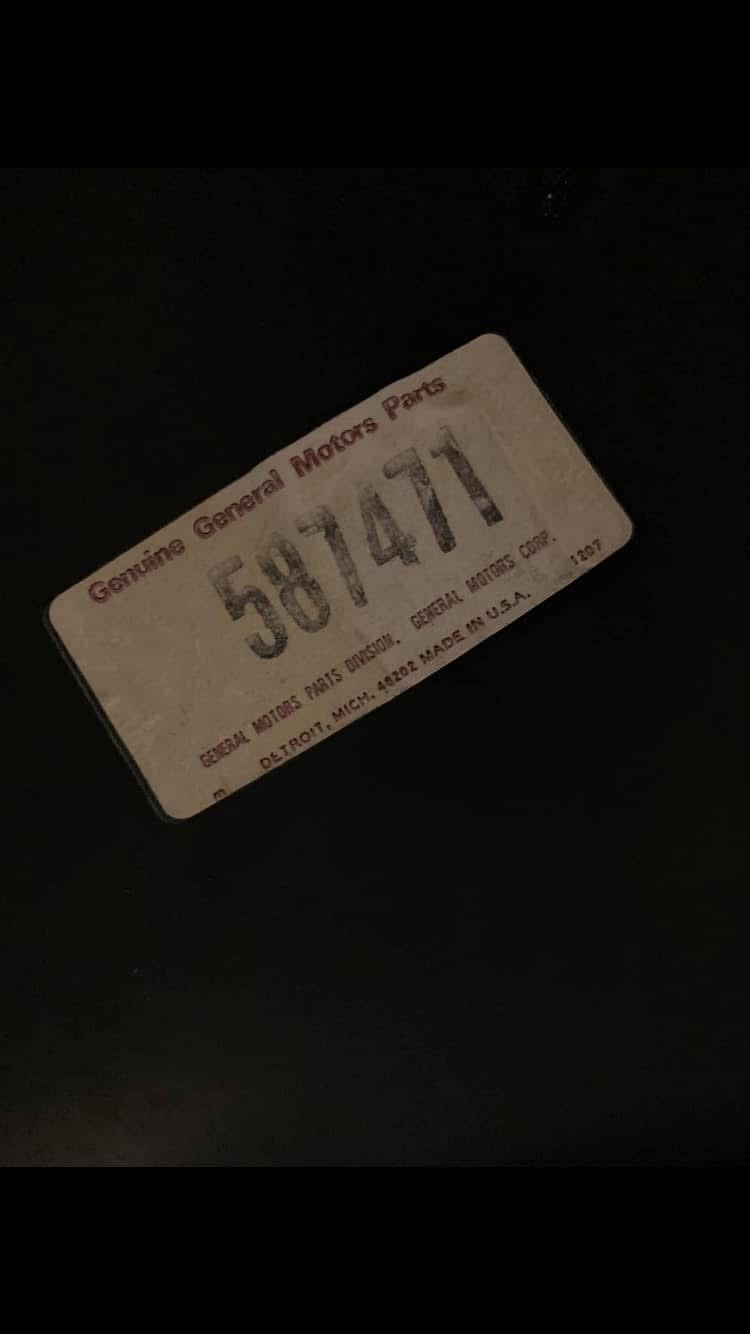 Genuine General Motors Parts
587471
GENERAL MOTORS PARTS DIVISION. GENERAL MOTORS CORP.
DETROIT, MICH. 48202 MADE IN U.S.A.
1207
m